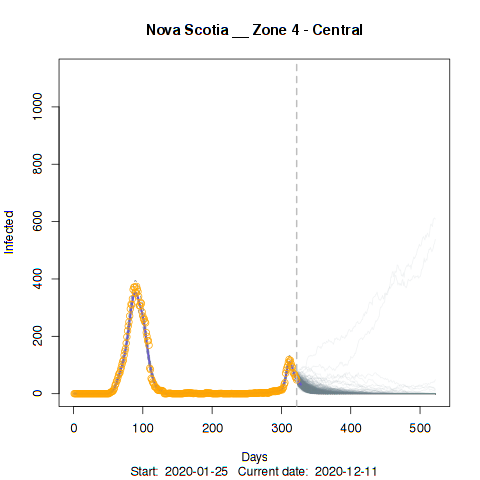 Nova Scotia __ Zone 4 - Central
Infected
1000
800
600
400
200
0
0 100 200 300 400 500
Days
Start: 2020-01-25 Current date: 2020-12-11